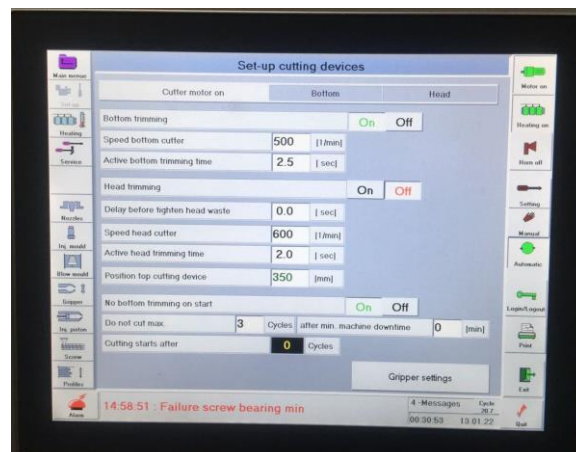 Set-up cutting devices
Main menus
Set-up
Heating
Service
Nozzles
Inj. mould
Blow mould
Gripper
Inj. piston
Screw
Profiles
Alarm
Cutter motor on
Bottom
Head
Bottom trimming On Off
Speed bottom cutter 500 [1/min]
Active bottom trimming time 2.5 [ sec]
Head trimming On Off
Delay before tighten head waste 0.0 [ sec]
Speed head cutter 600 [1/min]
Active head trimming time 2.0 [ sec]
Position top cutting device 350 [mm]
No bottom trimming on start On Off
Do not cut max. 3 Cycles after min. machine downtime 0 [min]
Cutting starts after 0 Cycles
Gripper settings
14:58:51 : Failure screw bearing min
4 -Messages Cycle
20.7
00:30:53 13.01.22
Motor on
Heating on
Horn off
Setting
Manual
Automatic
Login/Logout
Print
Exit
Quit